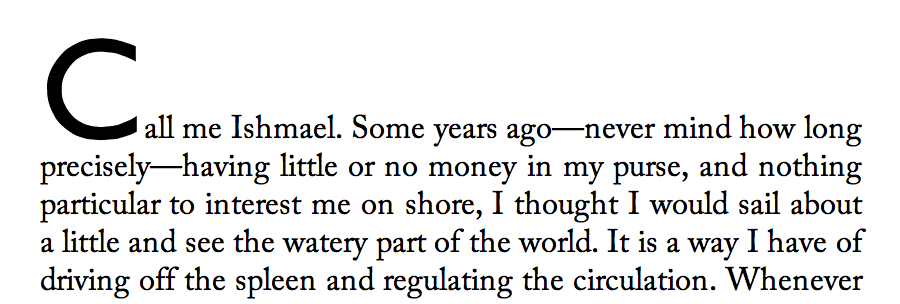 Call me Ishmael. Some years ago—never mind how long
precisely—having little or no money in my purse, and nothing
particular to interest me on shore, I thought I would sail about
a little and see the watery part of the world. It is a way I have of
driving off the spleen and regulating the circulation. Whenever